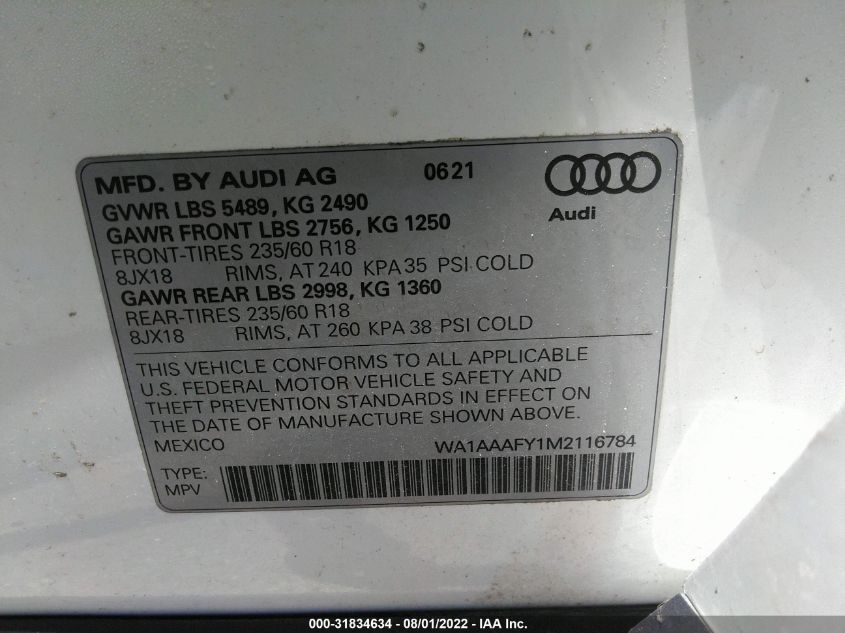 MFD. BY AUDI AG 0621
GVWR LBS 5489, KG 2490
GAWR FRONT LBS 2756, KG 1250
FRONT-TIRES 235/60 R18
8JX18 RIMS, AT 240 KPA 35 PSI COLD
GAWR REAR LBS 2998, KG 1360
REAR-TIRES 235/60 R18
8JX18 RIMS, AT 260 KPA 38 PSI COLD
Audi
THIS VEHICLE CONFORMS TO ALL APPLICABLE
U.S. FEDERAL MOTOR VEHICLE SAFETY AND
THEFT PREVENTION STANDARDS IN EFFECT ON
THE DATE OF MANUFACTURE SHOWN ABOVE.
MEXICO WA1AAAFY1M2116784
TYPE:
MPV
000-31834634 - 08/01/2022 - IAA Inc.